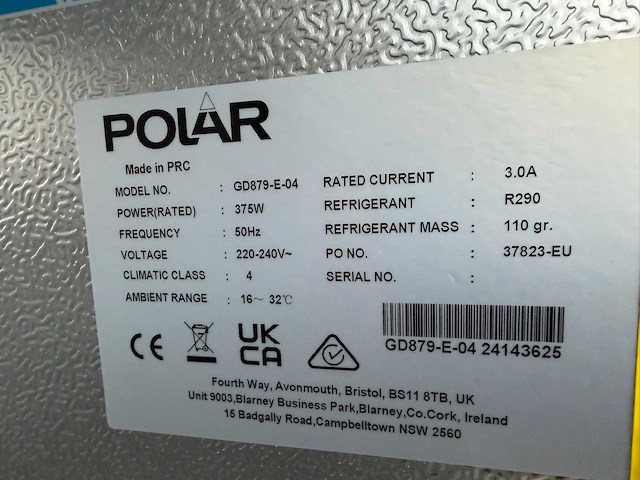 POLAR
Made in PRC
MODEL NO. : GD879-E-04
POWER(RATED) : 375W
FREQUENCY : 50Hz
VOLTAGE : 220-240V~
CLIMATIC CLASS : 4
AMBIENT RANGE : 16~ 32℃
RATED CURRENT : 3.0A
REFRIGERANT : R290
REFRIGERANT MASS : 110 gr.
PO NO. : 37823-EU
SERIAL NO. :
CE
UK
CA
GD879-E-04 24143625
Fourth Way, Avonmouth, Bristol, BS11 8TB, UK
Unit 9003,Blarney Business Park,Blarney,Co.Cork, Ireland
15 Badgally Road,Campbelltown NSW 2560